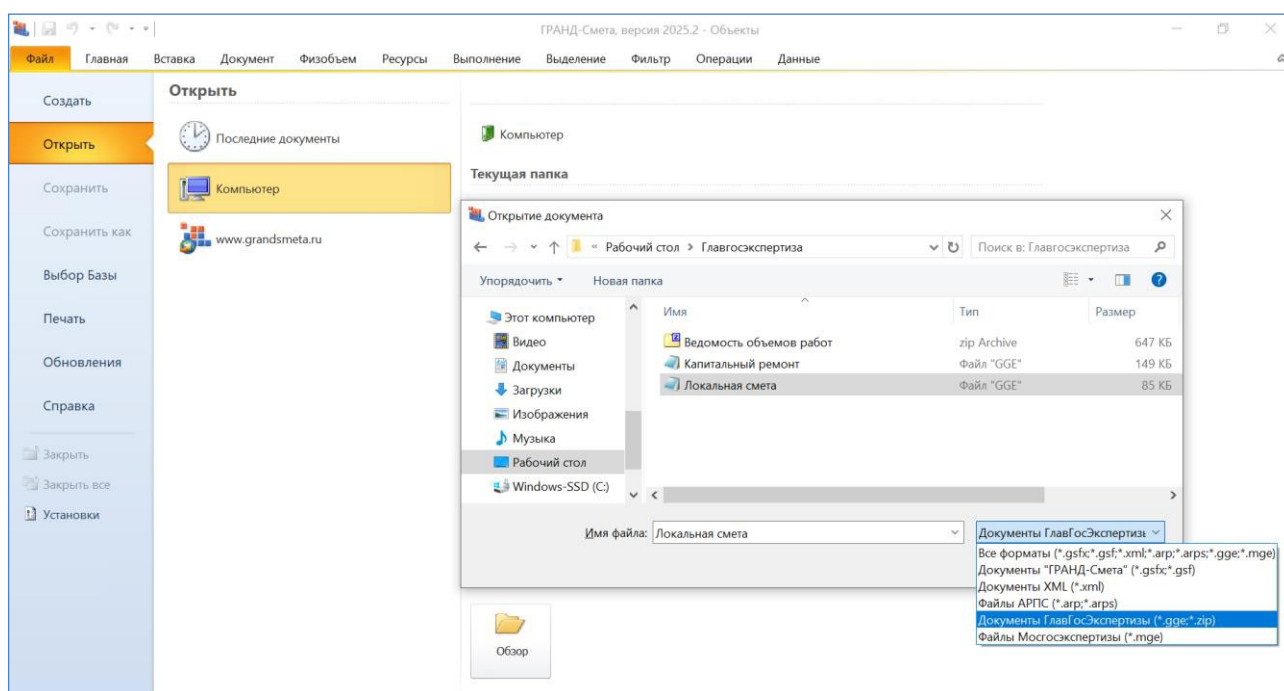 ГРАНД-Смета, версия 2025.2 - Объекты
Файл Главная Вставка Документ Физобъем Ресурсы Выполнение Выделение Фильтр Операции Данные
Создать
Открыть
Сохранить
Сохранить как
Выбор Базы
Печать
Обновления
Справка
Закрыть
Закрыть все
Установки
Открыть
Последние документы
Компьютер
www.grandsmeta.ru
Компьютер
Текущая папка
Открытие документа
« Рабочий стол > Главгосэкспертиза
Поиск в: Главгосэкспертиза
Упорядочить Новая папка
Этот компьютер
Видео
Документы
Загрузки
Изображения
Музыка
Рабочий стол
Windows-SSD (C:)
Имя Тип Размер
Ведомость объемов работ zip Archive 647 КБ
Капитальный ремонт Файл "GGE" 149 КБ
Локальная смета Файл "GGE" 85 КБ
Имя файла: Локальная смета
Документы ГлавГосЭкспертизы
Все форматы (*.gsfx;*.gsf;*.xml;*.arp;*.arps;*.gge;*.mge)
Документы "ГРАНД-Смета" (*.gsfx;*.gsf)
Документы XML (*.xml)
Файлы АРПС (*.arp;*.arps)
Документы ГлавГосЭкспертизы (*.gge;*.zip)
Файлы Мосгосэкспертизы (*.mge)
Обзор